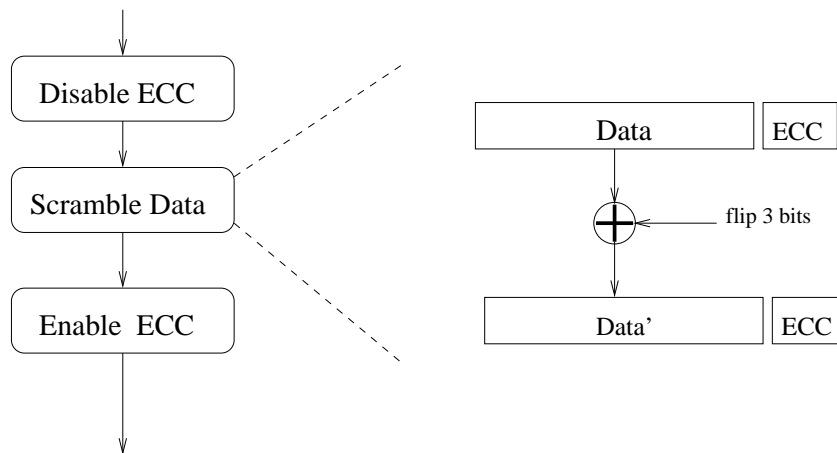 Disable ECC
Scramble Data
Enable ECC
Data ECC
flip 3 bits
Data’ ECC